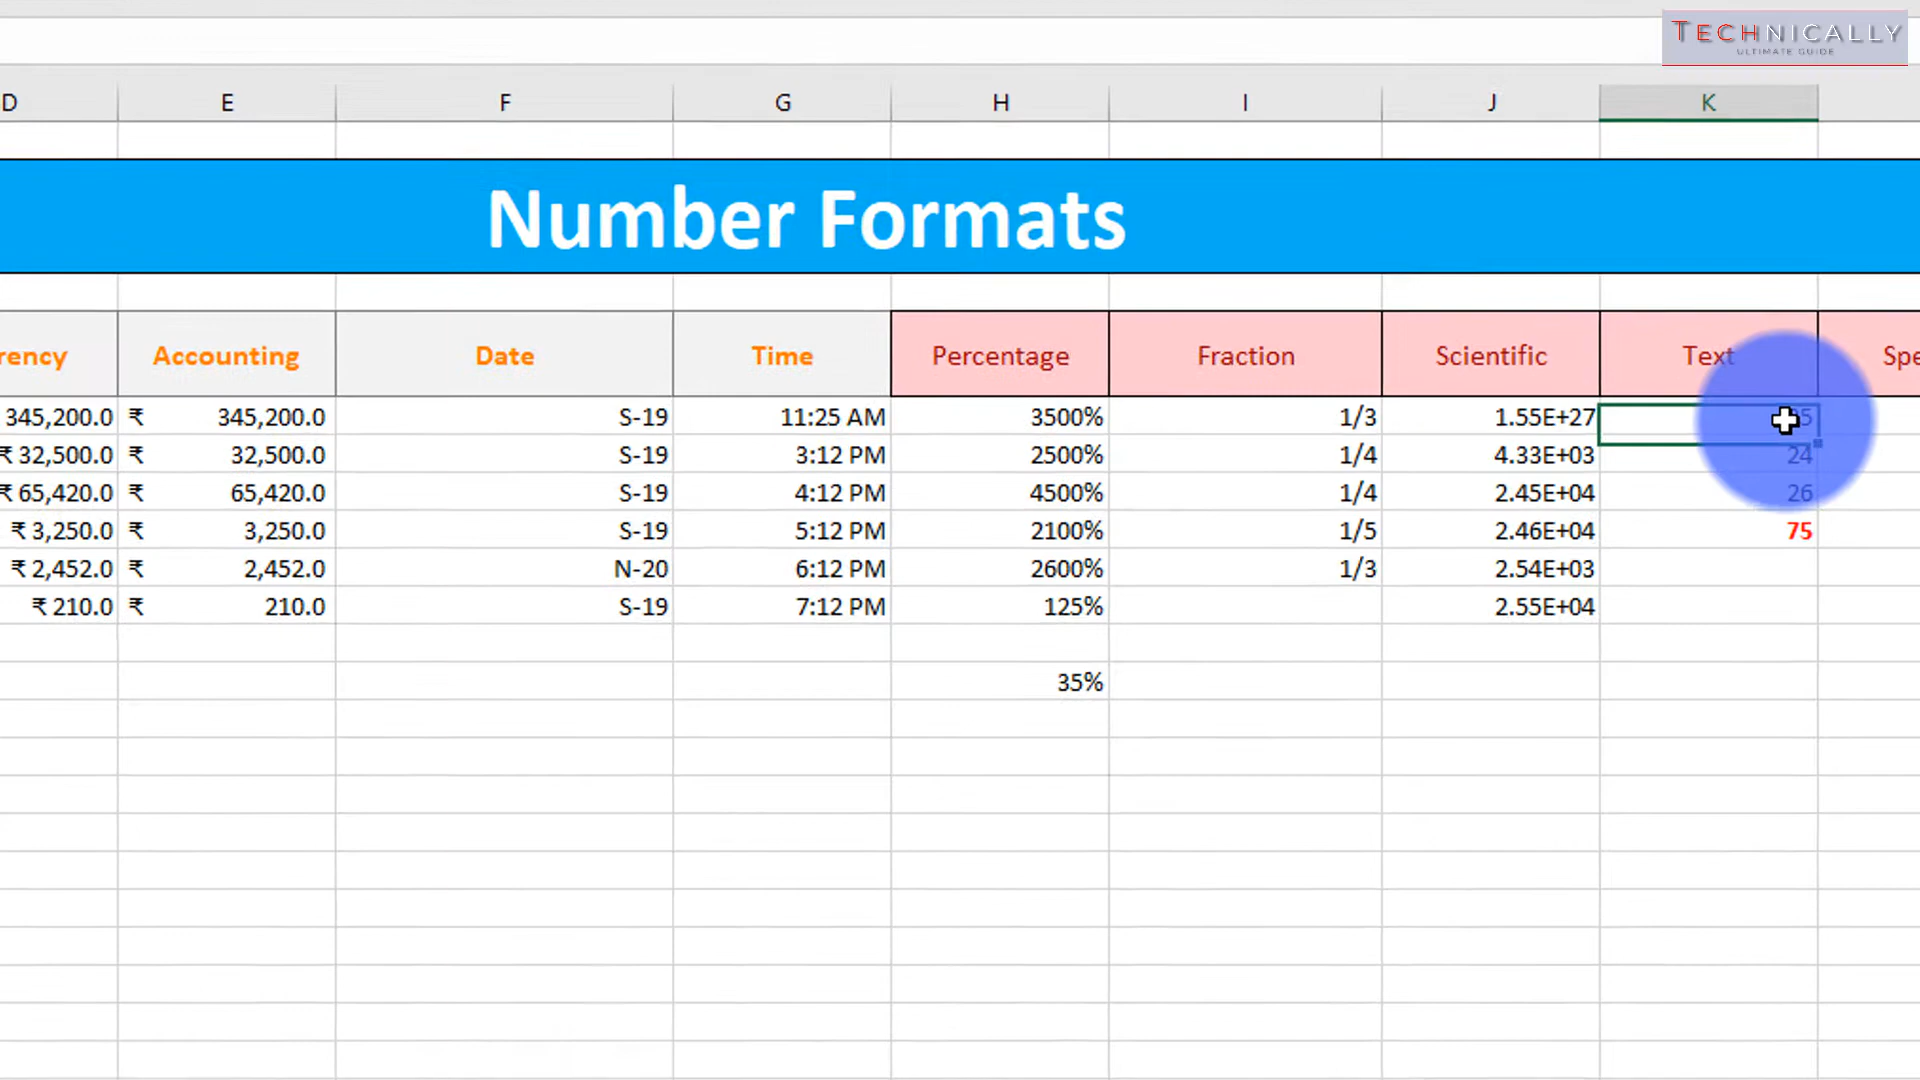 TECHNICALLY
ULTIMATE GUIDE
D E F G H I J K
Number Formats
rency Accounting Date Time Percentage Fraction Scientific Text Spe
345,200.0 ₹ 345,200.0 S-19 11:25 AM 3500% 1/3 1.55E+27
₹ 32,500.0 ₹ 32,500.0 S-19 3:12 PM 2500% 1/4 4.33E+03 24
₹ 65,420.0 ₹ 65,420.0 S-19 4:12 PM 4500% 1/4 2.45E+04 26
₹ 3,250.0 ₹ 3,250.0 S-19 5:12 PM 2100% 1/5 2.46E+04 75
₹ 2,452.0 ₹ 2,452.0 N-20 6:12 PM 2600% 1/3 2.54E+03
₹ 210.0 ₹ 210.0 S-19 7:12 PM 125% 2.55E+04
35%